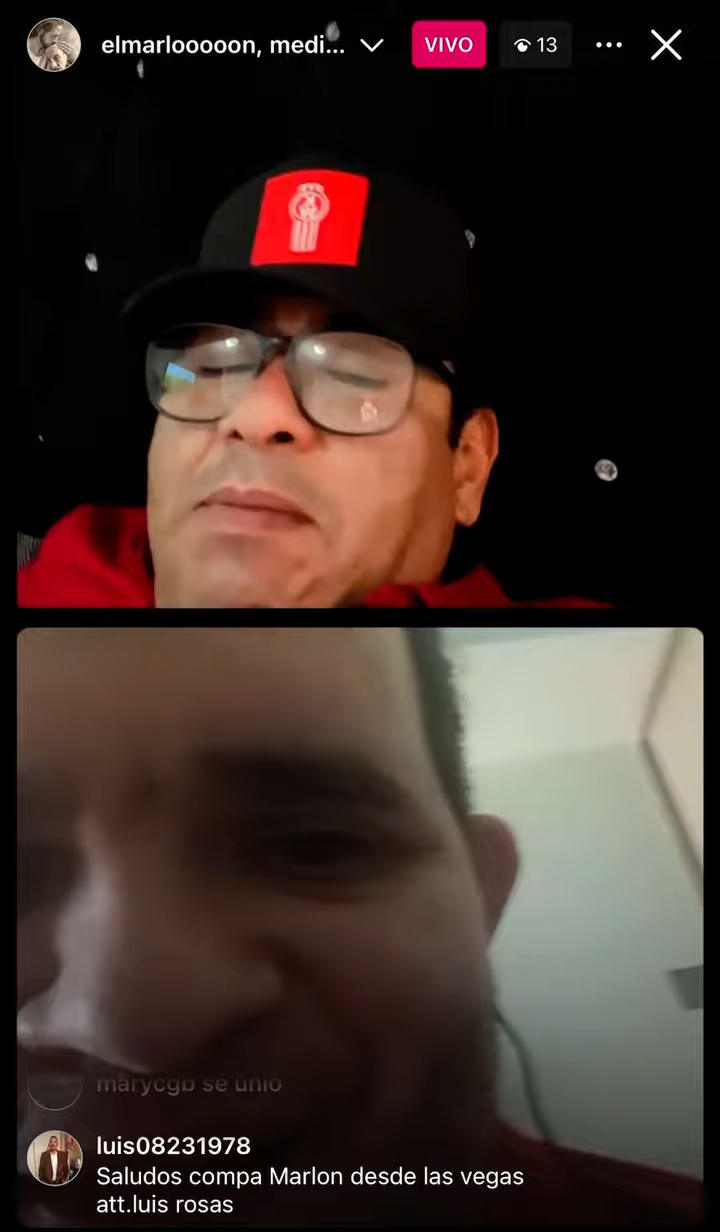 elmarlooooon, medi...
VIVO
13
marycgb se unió
luis08231978
Saludos compa Marlon desde las vegas
att.luis rosas